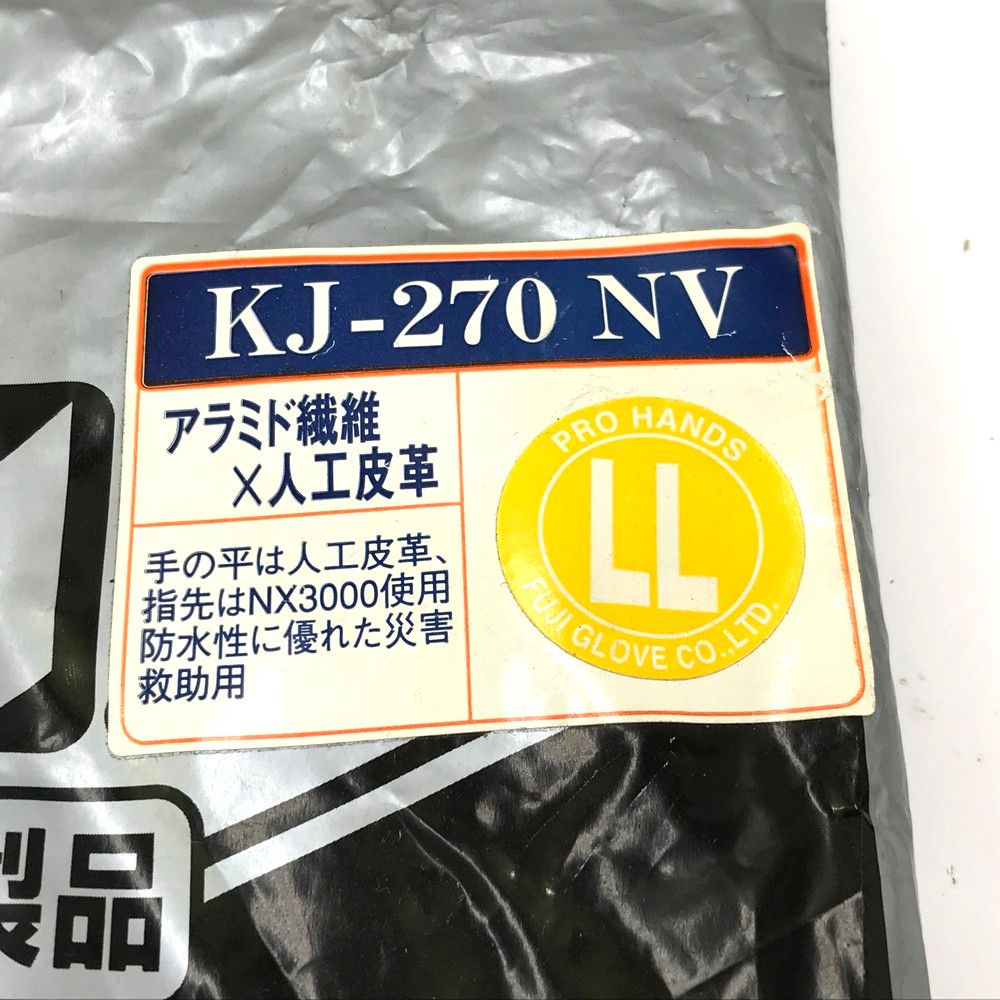 KJ-270 NV
アラミド繊維
×人工皮革
手の平は人工皮革、
指先はNX3000使用
防水性に優れた災害
救助用
PRO HANDS
LL
FUJI GLOVE CO.,LTD.
製品